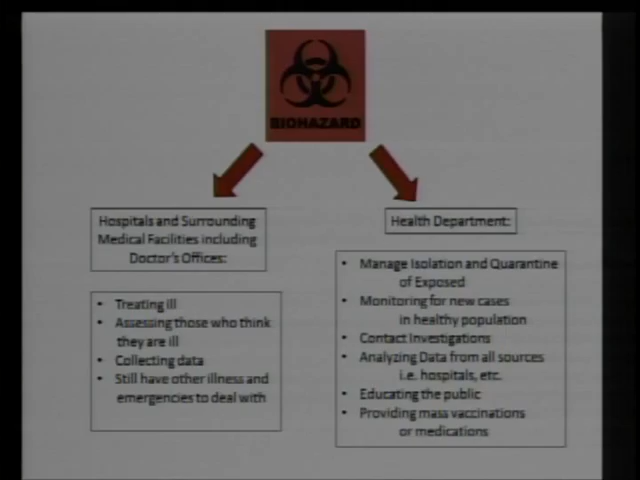 BIOHAZARD
Hospitals and Surrounding
Medical Facilities including
Doctor's Offices:
• Treating ill
• Assessing those who think
they are ill
• Collecting data
• Still have other illness and
emergencies to deal with
Health Department:
• Manage Isolation and Quarantine
of Exposed
• Monitoring for new cases
in healthy population
• Contact Investigations
• Analyzing Data from all sources
i.e. hospitals, etc.
• Educating the public
• Providing mass vaccinations
or medications